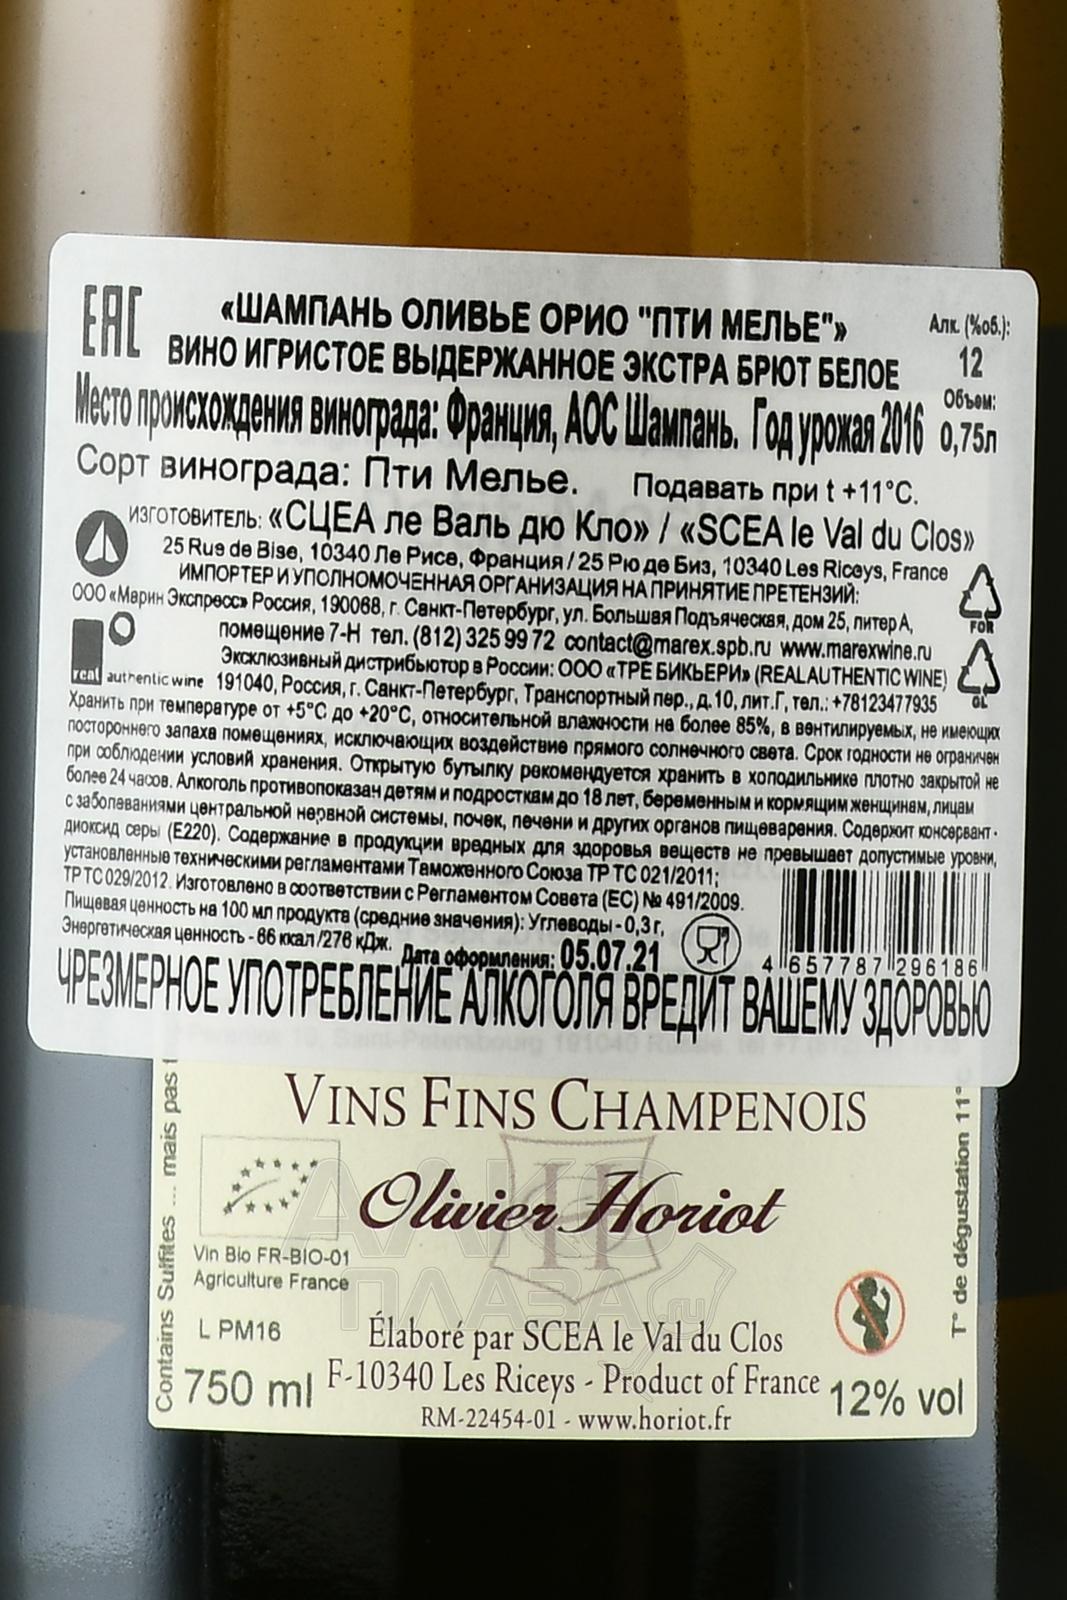 ЕАС
«ШАМПАНЬ ОЛИВЬЕ ОРИО "ПТИ МЕЛЬЕ"»
Алк. (%об.):
12
ВИНО ИГРИСТОЕ ВЫДЕРЖАННОЕ ЭКСТРА БРЮТ БЕЛОЕ
Объем:
0,75л
Место происхождения винограда: Франция, АОС Шампань. Год урожая 2016
Сорт винограда: Пти Мелье. Подавать при t +11°C.
ИЗГОТОВИТЕЛЬ: «СЦЕА ле Валь дю Кло» / «SCEA le Val du Clos»
25 Rue de Bise, 10340 Ле Рисе, Франция / 25 Рю де Биз, 10340 Les Riceys, France
ИМПОРТЕР И УПОЛНОМОЧЕННАЯ ОРГАНИЗАЦИЯ НА ПРИНЯТИЕ ПРЕТЕНЗИЙ:
ООО «Марин Экспресс» Россия, 190068, г. Санкт-Петербург, ул. Большая Подъяческая, дом 25, литер А,
FOR
помещение 7-Н тел. (812) 325 99 72 contact@marex.spb.ru www.marexwine.ru
Эксклюзивный дистрибьютор в России: ООО «ТРЕ БИКЬЕРИ» (REAL AUTHENTIC WINE)
real authentic wine
191040, Россия, г. Санкт-Петербург, Транспортный пер., д.10, лит.Г, тел.: +78123477935
GL
Хранить при температуре от +5°С до +20°С, относительной влажности не более 85%, в вентилируемых, не имеющих
постороннего запаха помещениях, исключающих воздействие прямого солнечного света. Срок годности не ограничен
при соблюдении условий хранения. Открытую бутылку рекомендуется хранить в холодильнике плотно закрытой не
более 24 часов. Алкоголь противопоказан детям и подросткам до 18 лет, беременным и кормящим женщинам, лицам
с заболеваниями центральной нервной системы, почек, печени и других органов пищеварения. Содержит консервант -
диоксид серы (Е220). Содержание в продукции вредных для здоровья веществ не превышает допустимые уровни,
установленные техническими регламентами Таможенного Союза ТР ТС 021/2011;
ТР ТС 029/2012. Изготовлено в соответствии с Регламентом Совета (ЕС) № 491/2009.
Пищевая ценность на 100 мл продукта (средние значения): Углеводы - 0,3 г,
Энергетическая ценность - 66 ккал /276 кДж.
Дата оформления: 05.07.21
4 657787 296186
ЧРЕЗМЕРНОЕ УПОТРЕБЛЕНИЕ АЛКОГОЛЯ ВРЕДИТ ВАШЕМУ ЗДОРОВЬЮ
VINS FINS CHAMPENOIS
Olivier Horiot
Vin Bio FR-BIO-01
Agriculture France
L PM16
Élaboré par SCEA le Val du Clos
750 ml
F-10340 Les Riceys - Product of France
12% vol
RM-22454-01 - www.horiot.fr
Contains Sulfites ... mais pas
T° de dégustation 11°
АЛКО
ПЛАЗА.ru